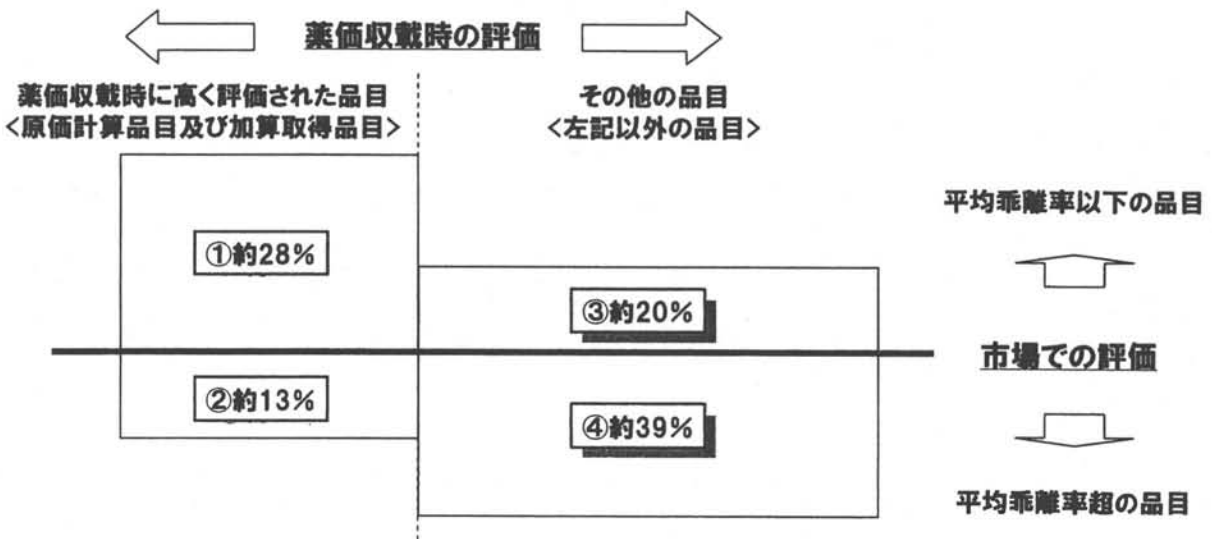 薬価収載時の評価
薬価収載時に高く評価された品目
<原価計算品目及び加算取得品目>
その他の品目
<左記以外の品目>
平均乖離率以下の品目
①約28%
③約20%
市場での評価
②約13%
④約39%
平均乖離率超の品目